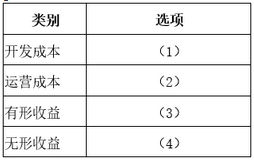 类别 选项
开发成本 （1）
运营成本 （2）
有形收益 （3）
无形收益 （4）